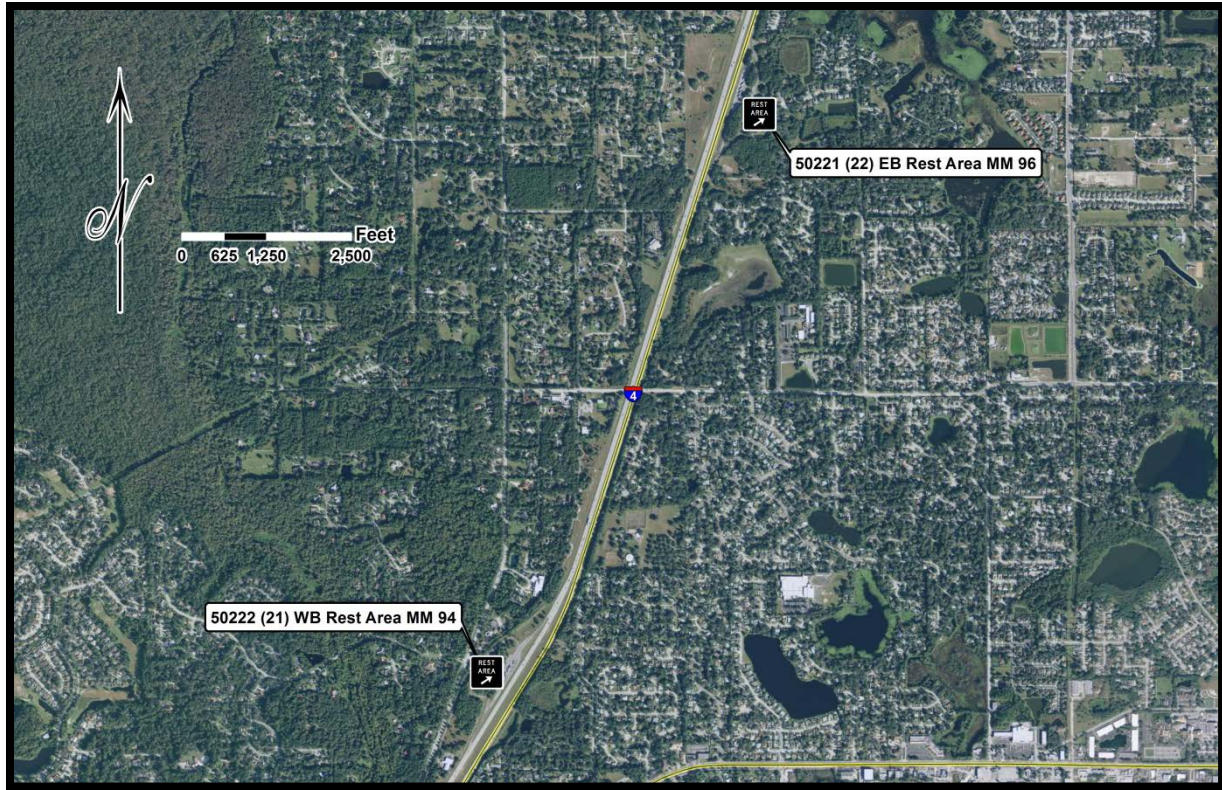 REST
AREA
50221 (22) EB Rest Area MM 96
N
Feet
0 625 1,250 2,500
4
50222 (21) WB Rest Area MM 94
REST
AREA